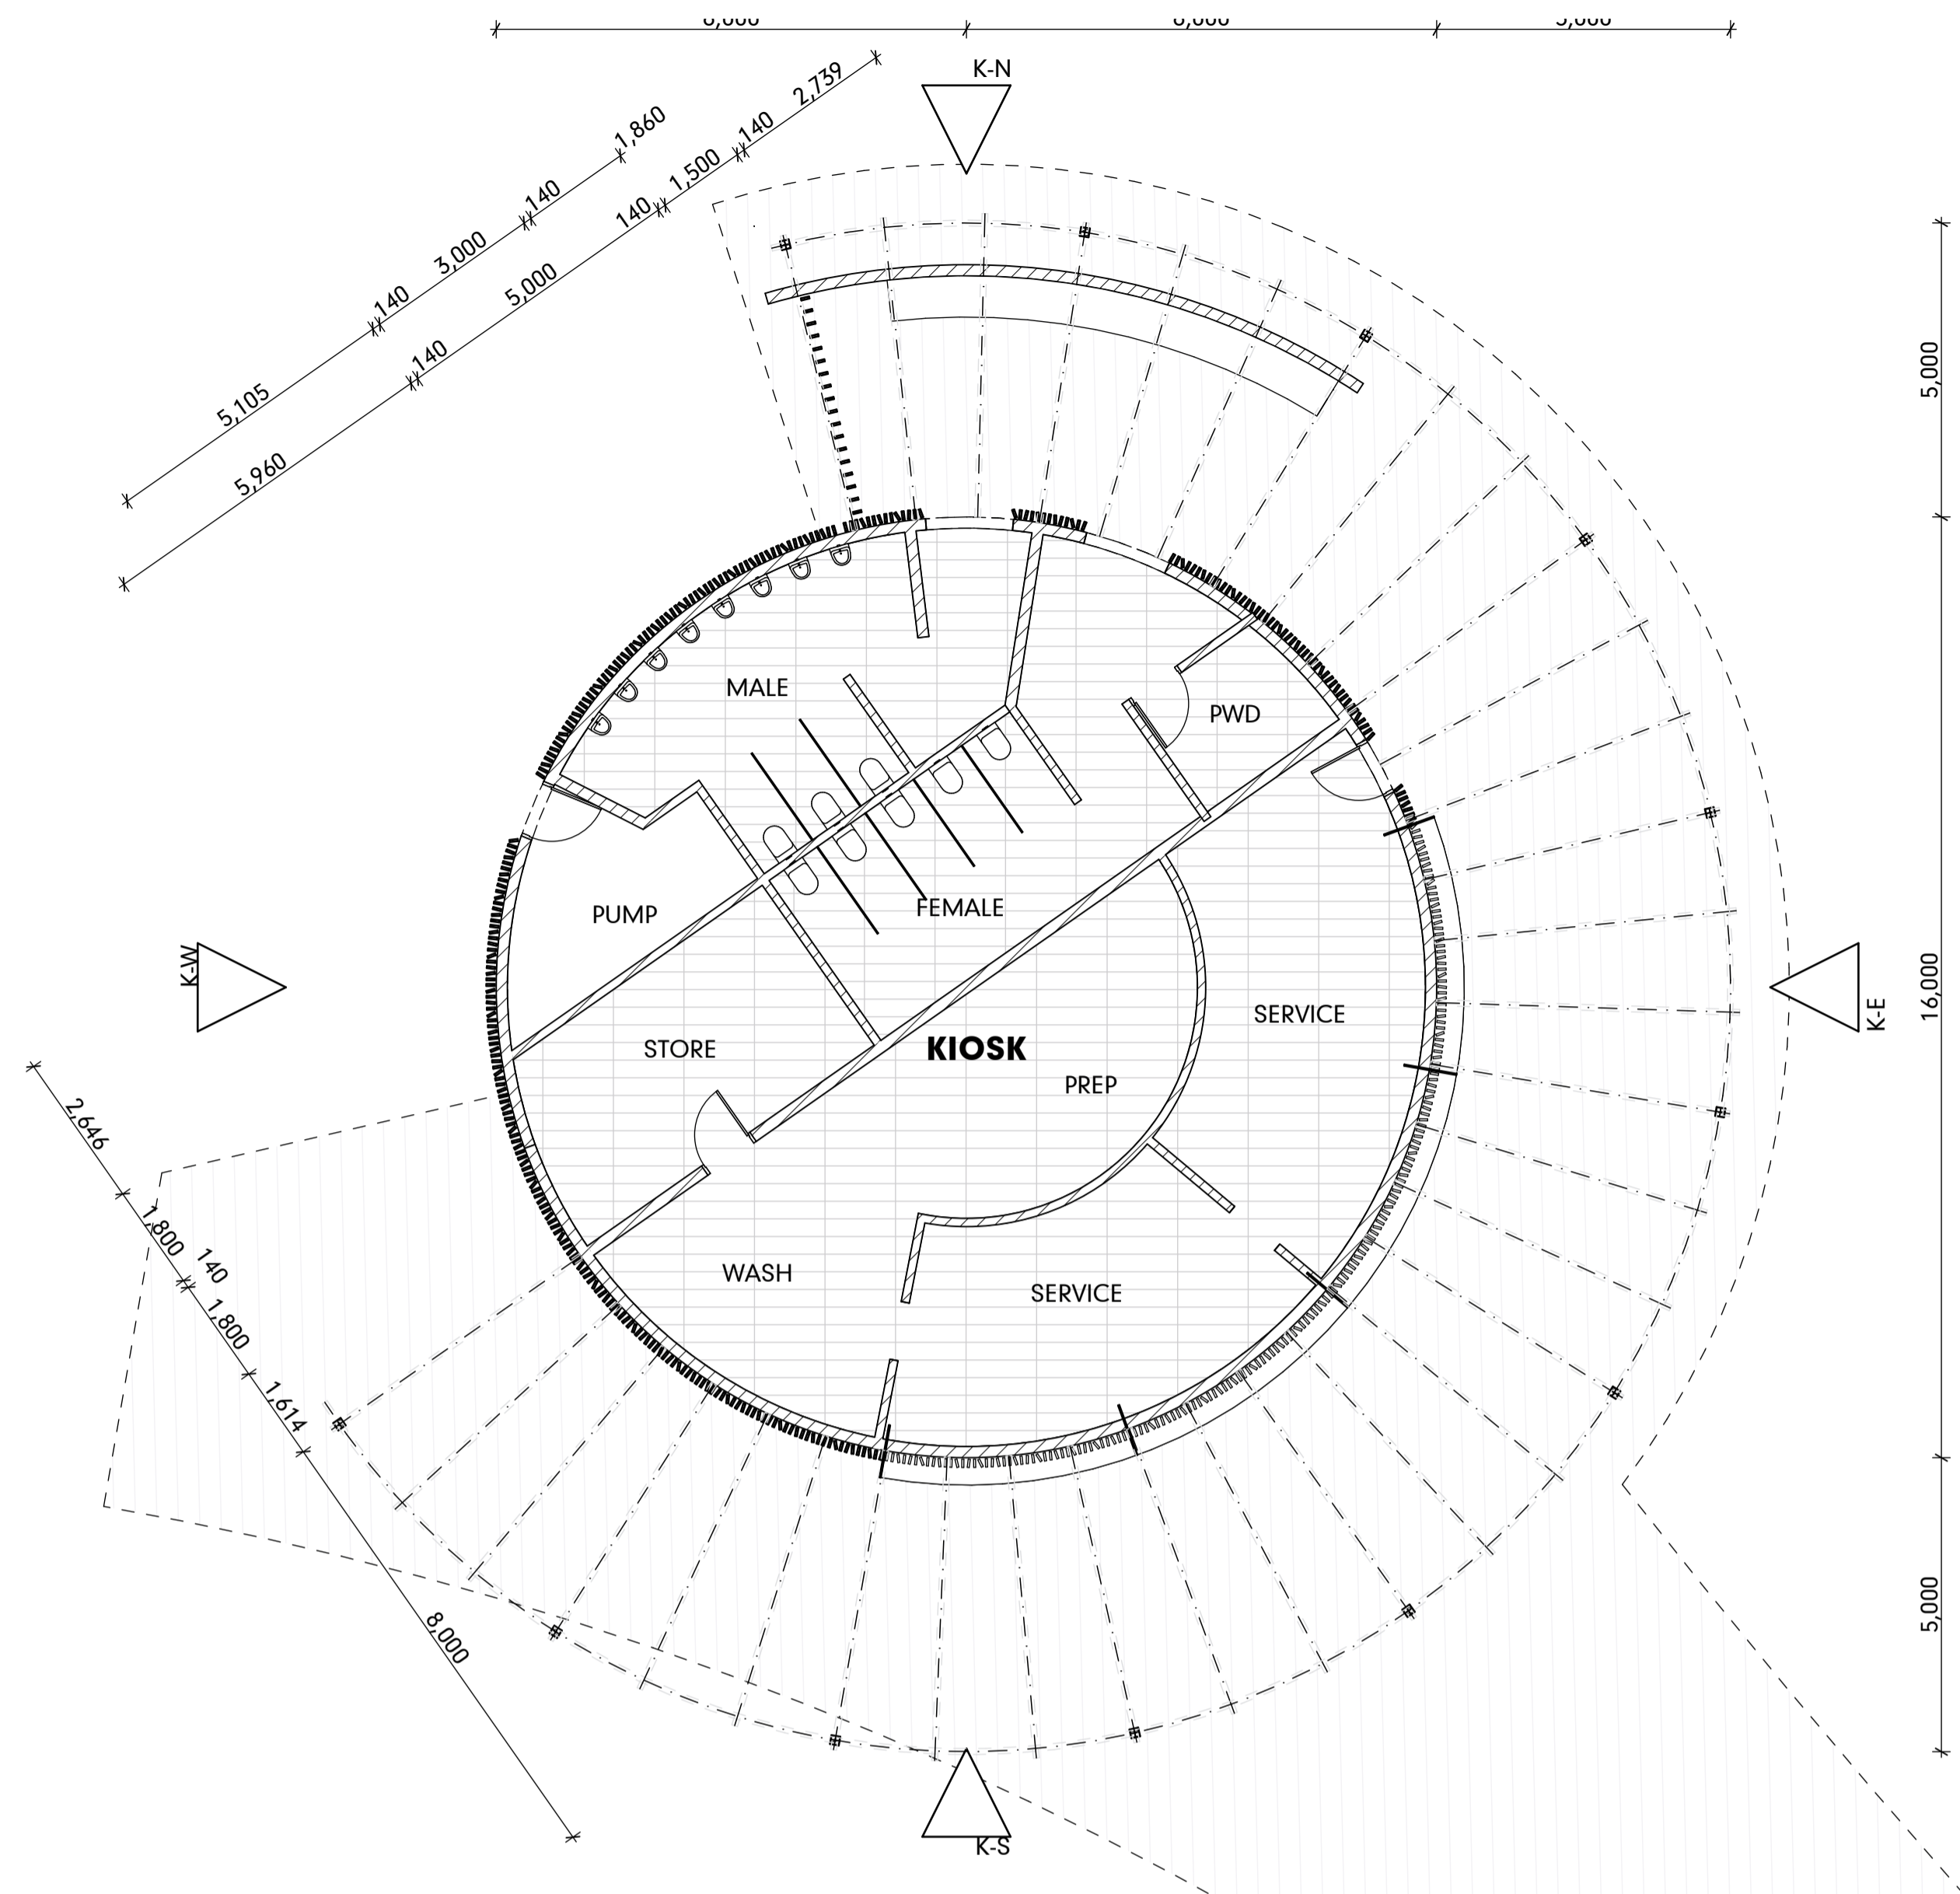 K-N
2,739
140
1,500
140
5,000
140
5,960
1,860
140
3,000
140
5,105
5,000
MALE
PWD
PUMP
FEMALE
K-W
K-E
16,000
SERVICE
STORE
KIOSK
PREP
2,646
1,800
140
1,800
1,614
8,000
WASH
SERVICE
5,000
K-S